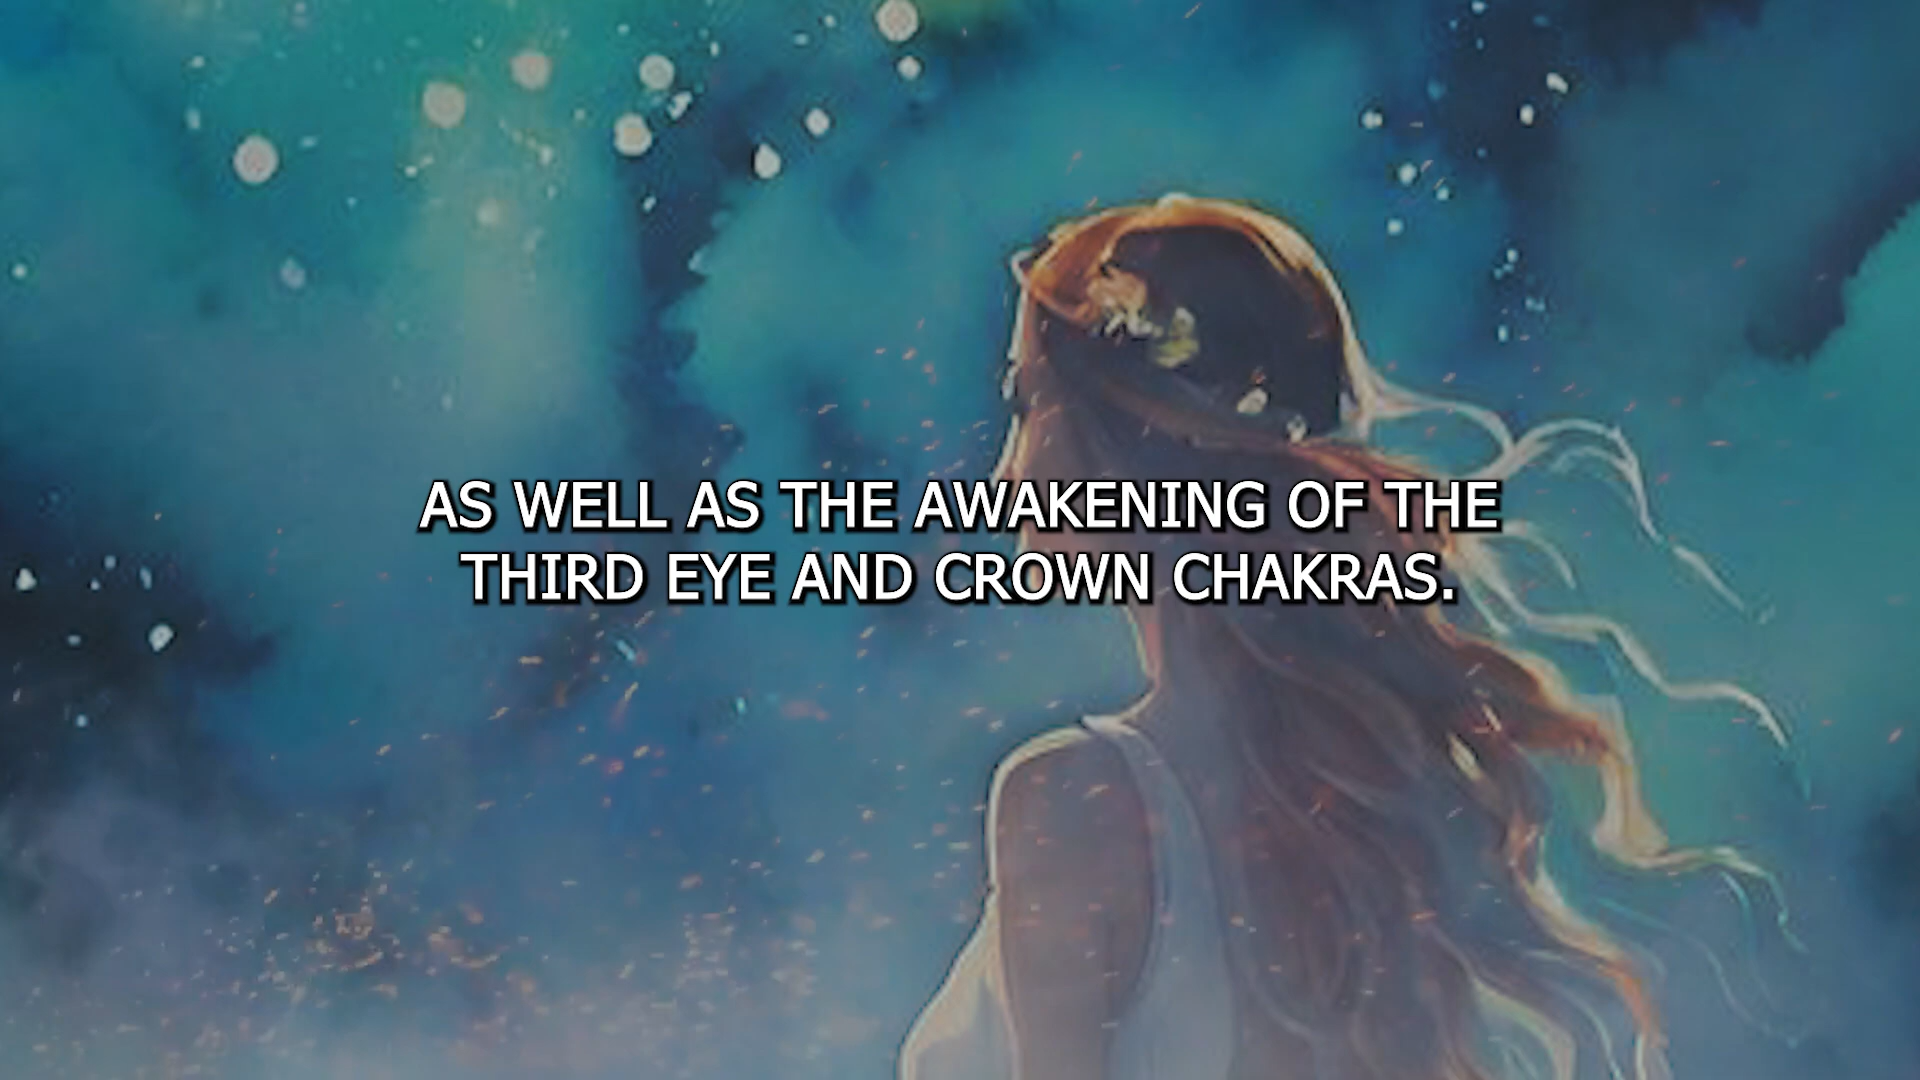 AS WELL AS THE AWAKENING OF THE
THIRD EYE AND CROWN CHAKRAS.